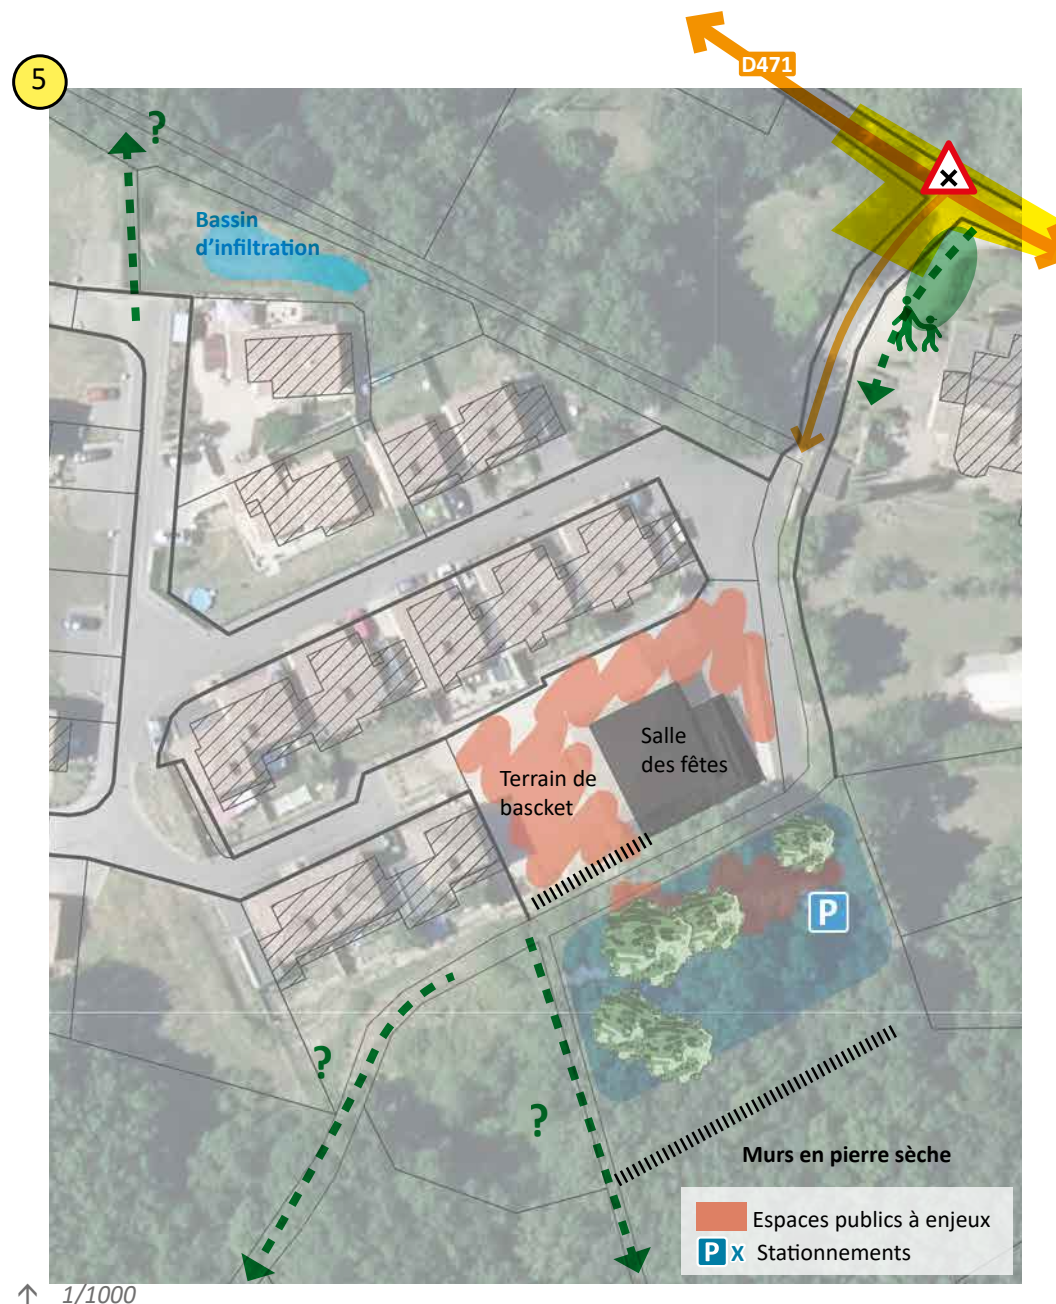 5
D471
?
Bassin
d'infiltration
Salle
des fêtes
Terrain de
bascket
P
?
?
Murs en pierre sèche
Espaces publics à enjeux
P x Stationnements
↑ 1/1000